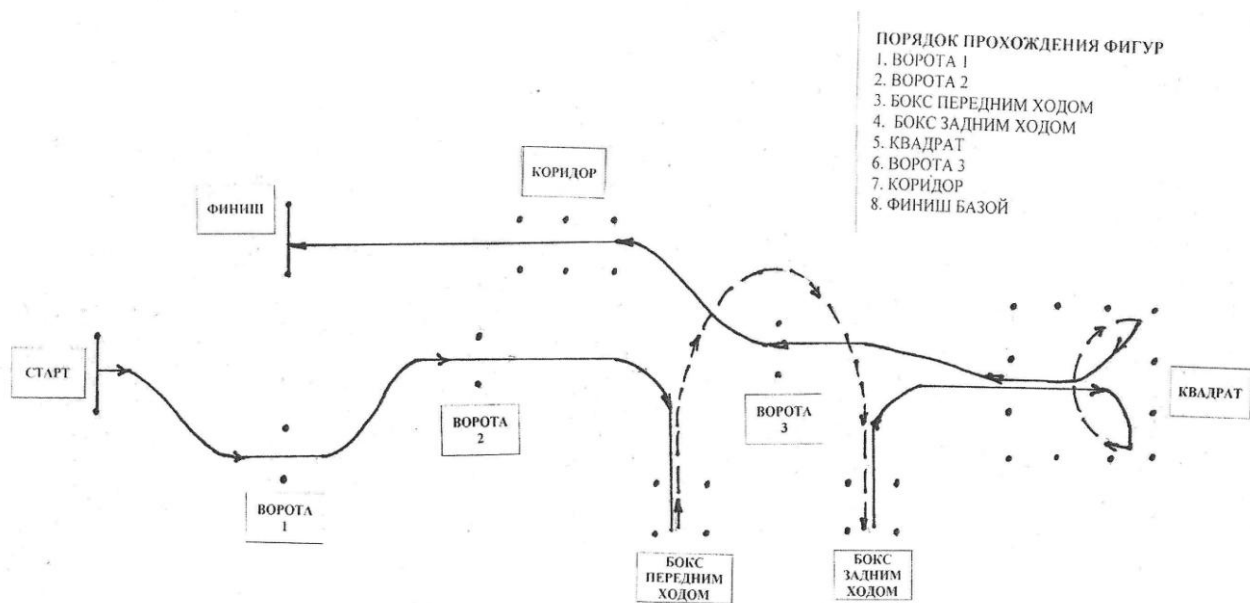 ПОРЯДОК ПРОХОЖДЕНИЯ ФИГУР
1. ВОРОТА 1
2. ВОРОТА 2
3. БОКС ПЕРЕДНИМ ХОДОМ
4. БОКС ЗАДНИМ ХОДОМ
5. КВАДРАТ
6. ВОРОТА 3
7. КОРИДОР
8. ФИНИШ БАЗОЙ
КОРИДОР
ФИНИШ
СТАРТ
ВОРОТА
1
ВОРОТА
2
ВОРОТА
3
КВАДРАТ
БОКС
ПЕРЕДНИМ
ХОДОМ
БОКС
ЗАДНИМ
ХОДОМ